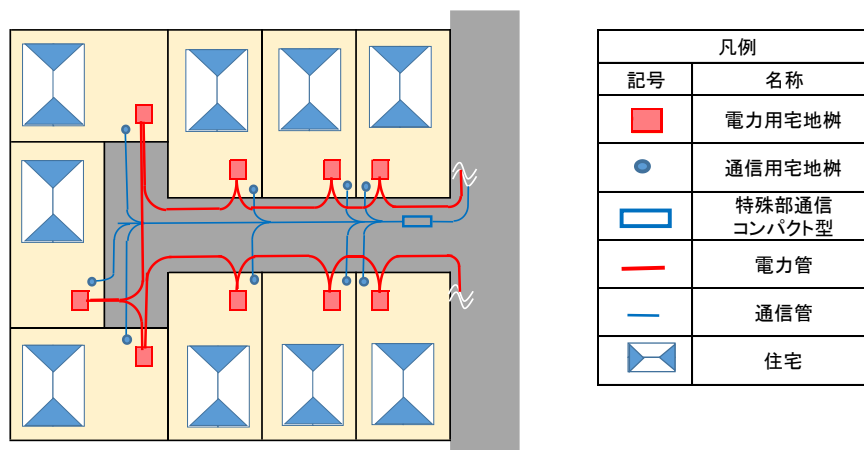 凡例
記号 名称
電力用宅地桝
通信用宅地桝
特殊部通信
コンパクト型
電力管
通信管
住宅